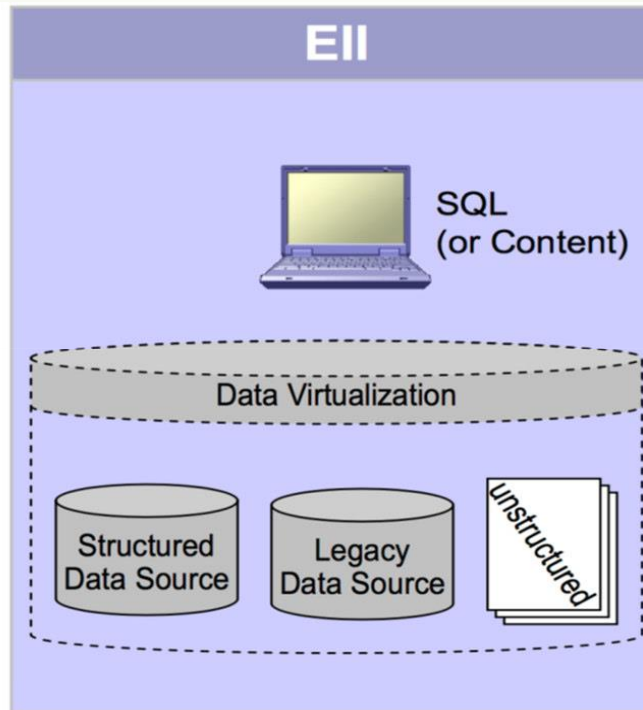 EII
SQL
(or Content)
Data Virtualization
Structured
Data Source
Legacy
Data Source
unstructured